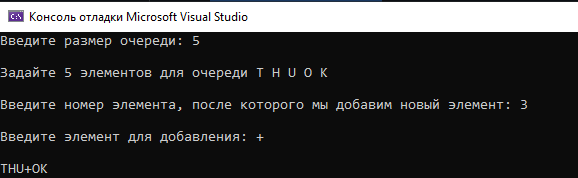 C:\ Консоль отладки Microsoft Visual Studio
Введите размер очереди: 5
Задайте 5 элементов для очереди T H U O K
Введите номер элемента, после которого мы добавим новый элемент: 3
Введите элемент для добавления: +
THU+OK